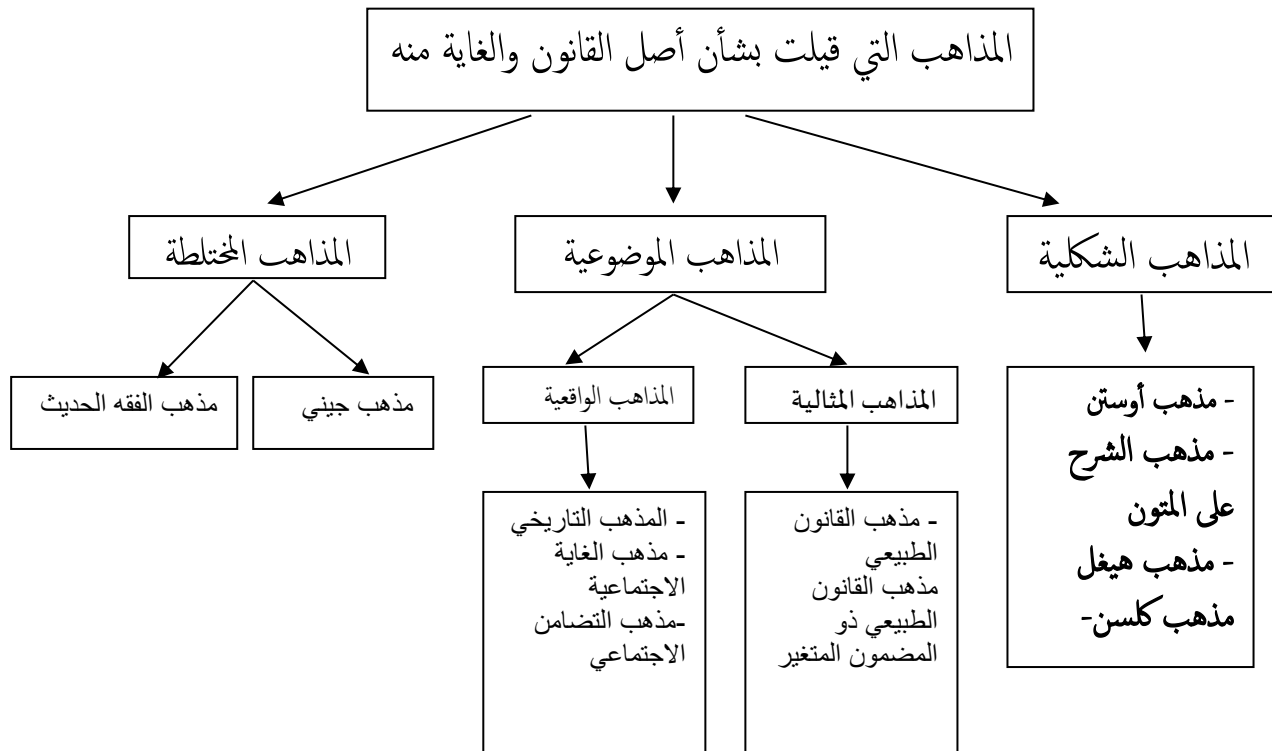 المذاهب التي قيلت بشأن أصل القانون والغاية منه
المذاهب الشكلية
المذاهب الموضوعية
المذاهب المختلطة
- مذهب أوستن
- مذهب الشرح
على المتون
- مذهب هيغل
مذهب كلسن-
المذاهب المثالية
المذاهب الواقعية
مذهب جيني
مذهب الفقه الحديث
- مذهب القانون
الطبيعي
مذهب القانون
الطبيعي ذو
المضمون المتغير
- المذهب التاريخي
- مذهب الغاية
الاجتماعية
-مذهب التضامن
الاجتماعي